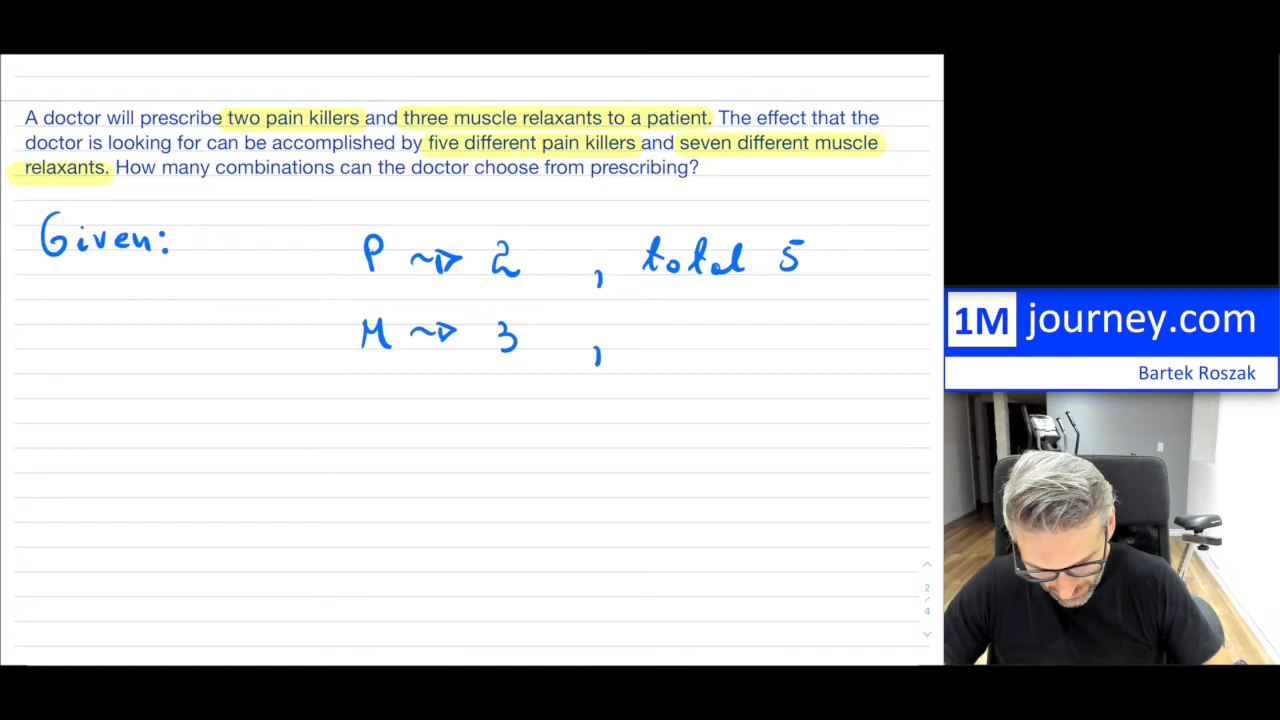 A doctor will prescribe two pain killers and three muscle relaxants to a patient. The effect that the
doctor is looking for can be accomplished by five different pain killers and seven different muscle
relaxants. How many combinations can the doctor choose from prescribing?
Given:
P ⇝ 2 , total 5
M ⇝ 3 ,
1M journey.com
Bartek Roszak
2
/
4